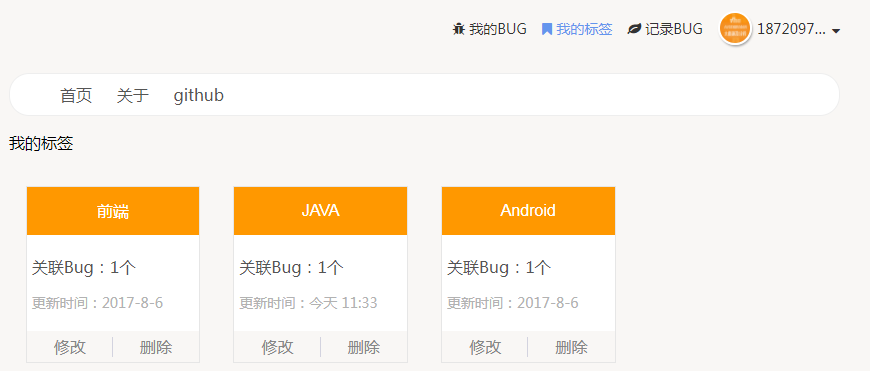 我的BUG 我的标签 记录BUG 1872097...
首页 关于 github
我的标签
前端 JAVA Android
关联Bug：1个 关联Bug：1个 关联Bug：1个
更新时间：2017-8-6 更新时间：今天 11:33 更新时间：2017-8-6
修改 删除 修改 删除 修改 删除